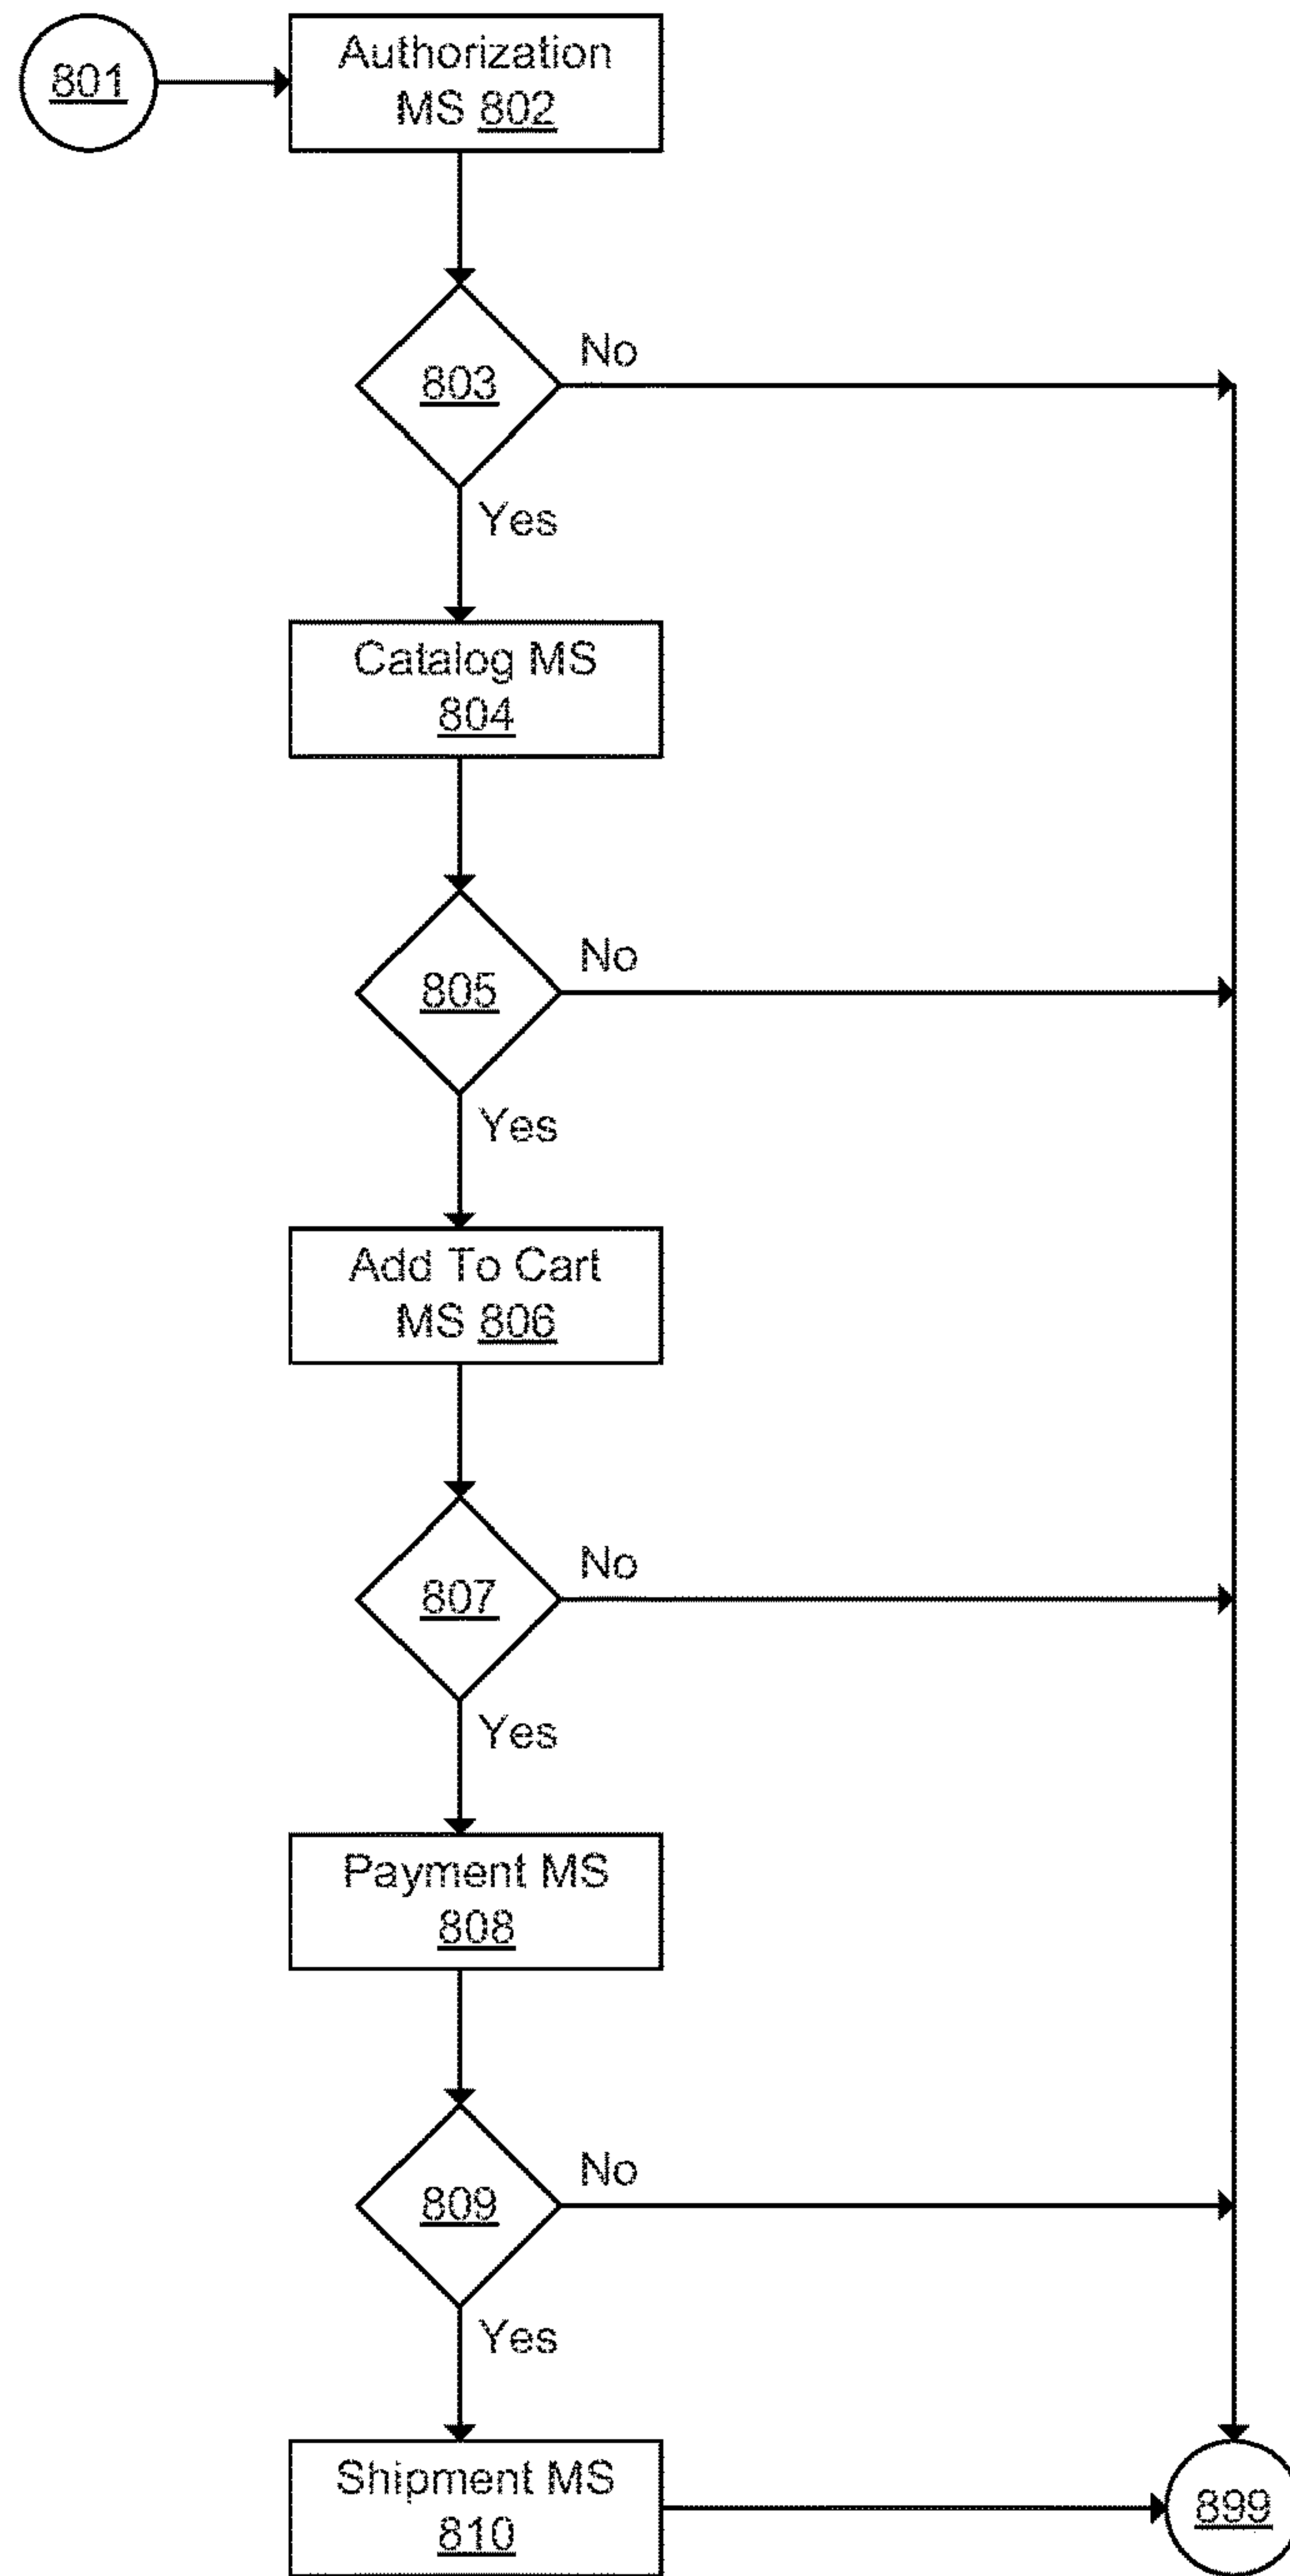 801
Authorization
MS 802
803
No
Yes
Catalog MS
804
805
No
Yes
Add To Cart
MS 806
807
No
Yes
Payment MS
808
809
No
Yes
Shipment MS
810
899